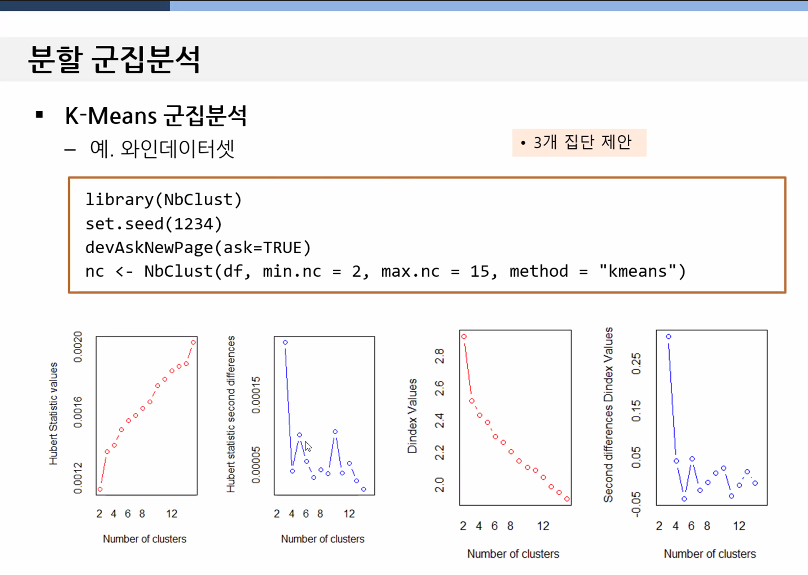 분할 군집분석
▪ K-Means 군집분석
– 예. 와인데이터셋
• 3개 집단 제안
library(NbClust)
set.seed(1234)
devAskNewPage(ask=TRUE)
nc <- NbClust(df, min.nc = 2, max.nc = 15, method = "kmeans")
Hubert Statistic values
0.0012 0.0016 0.0020
2 4 6 8 12
Number of clusters
Hubert statistic second differences
0.00005 0.00015
2 4 6 8 12
Number of clusters
Dindex Values
2.0 2.2 2.4 2.6 2.8
2 4 6 8 12
Number of clusters
Second differences Dindex Values
-0.05 0.05 0.15 0.25
2 4 6 8 12
Number of clusters